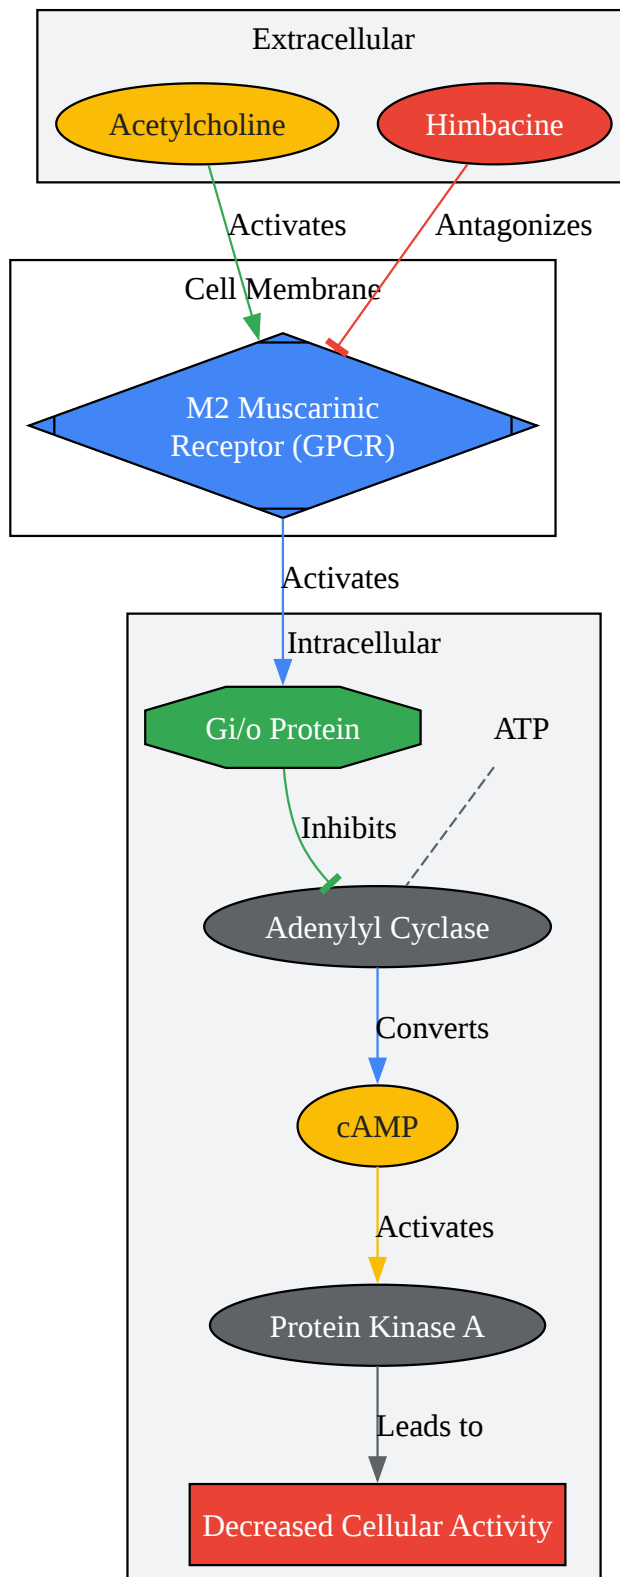 Extracellular
Acetylcholine
Himbacine
Activates
Antagonizes
Cell Membrane
M2 Muscarinic
Receptor (GPCR)
Activates
Intracellular
Gi/o Protein
ATP
Inhibits
Adenylyl Cyclase
Converts
cAMP
Activates
Protein Kinase A
Leads to
Decreased Cellular Activity